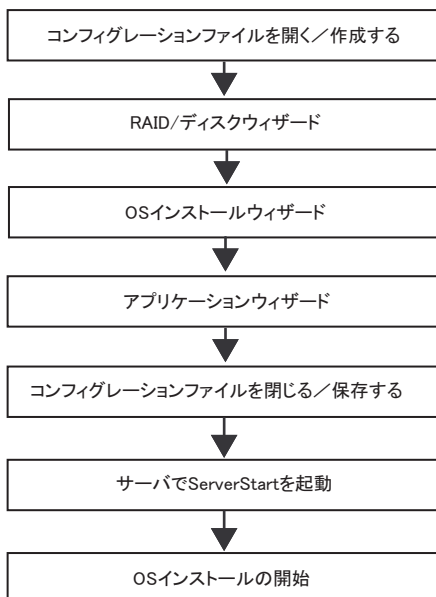 コンフィグレーションファイルを開く／作成する
RAID/ディスクウィザード
OSインストールウィザード
アプリケーションウィザード
コンフィグレーションファイルを閉じる／保存する
サーバでServerStartを起動
OSインストールの開始